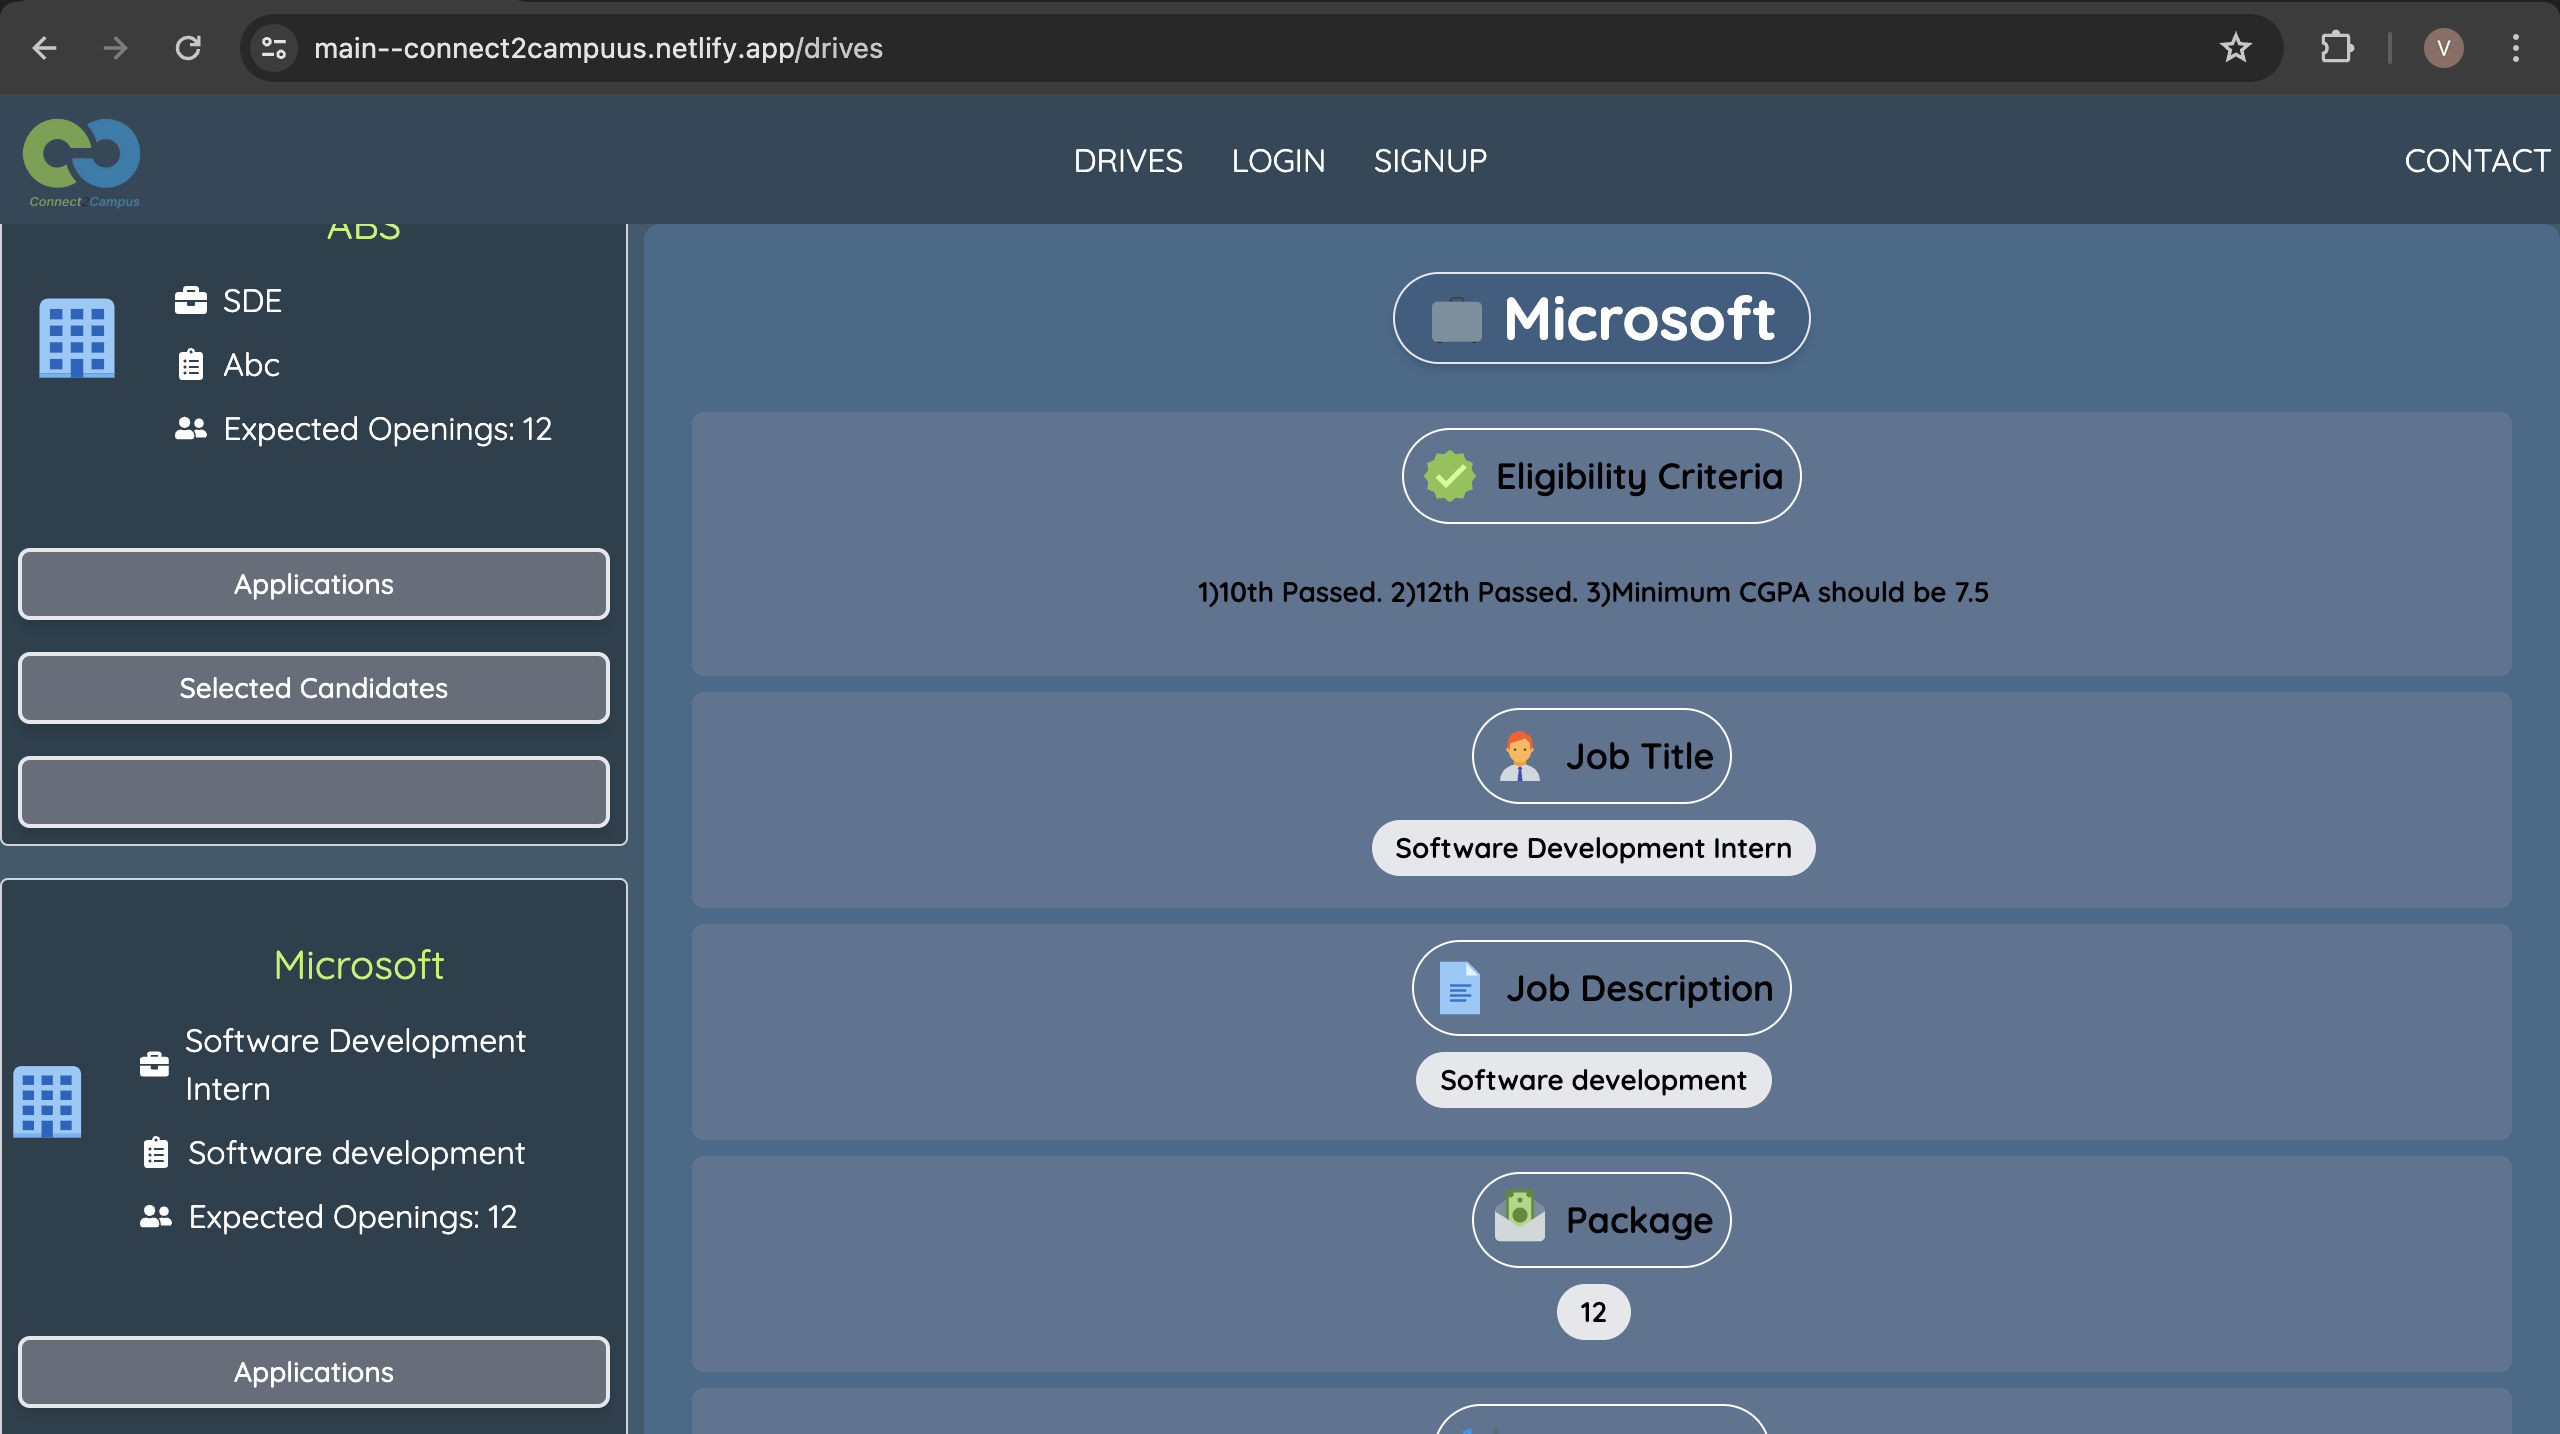 main--connect2campuus.netlify.app/drives
V
Connect2Campus
DRIVES
LOGIN
SIGNUP
CONTACT
ABS
SDE
Abc
Expected Openings: 12
Applications
Selected Candidates
Microsoft
Software Development
Intern
Software development
Expected Openings: 12
Applications
Microsoft
Eligibility Criteria
1)10th Passed. 2)12th Passed. 3)Minimum CGPA should be 7.5
Job Title
Software Development Intern
Job Description
Software development
Package
12